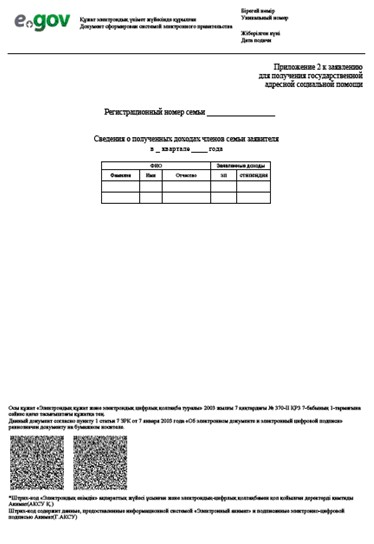 e.gov
Құжат электрондық үкімет жүйесінде құрылған
Документ сформирован системой электронного правительства
Бірегей нөмір
Уникальный номер
Жіберілген күні
Дата подачи
Приложение 2 к заявлению
для получения государственной
адресной социальной помощи
Регистрационный номер семьи _________________
Сведения о полученных доходах членов семьи заявителя
в _ квартале ____ года
ФИО Заявленные доходы
Фамилия Имя Отчество зп стипендия
Осы құжат «Электрондық құжат және электрондық цифрлық қолтаңба туралы» 2003 жылғы 7 қаңтардағы № 370-II ҚРЗ 7-бабының 1-тармағына
сәйкес қағаз тасығыштағы құжатқа тең.
Данный документ согласно пункту 1 статьи 7 ЗРК от 7 января 2003 года «Об электронном документе и электронной цифровой подписи»
равнозначен документу на бумажном носителе.
*Штрих-код «Электрондық әкімдік» ақпараттық жүйесі ұсынған және электрондық-цифрлық қолтаңбамен қол қойылған деректерді қамтиды
Акимат(АКСУ Қ.)
Штрих-код содержит данные, предоставленные информационной системой «Электронный акимат» и подписанные электронно-цифровой
подписью Акимат(Г.АКСУ)